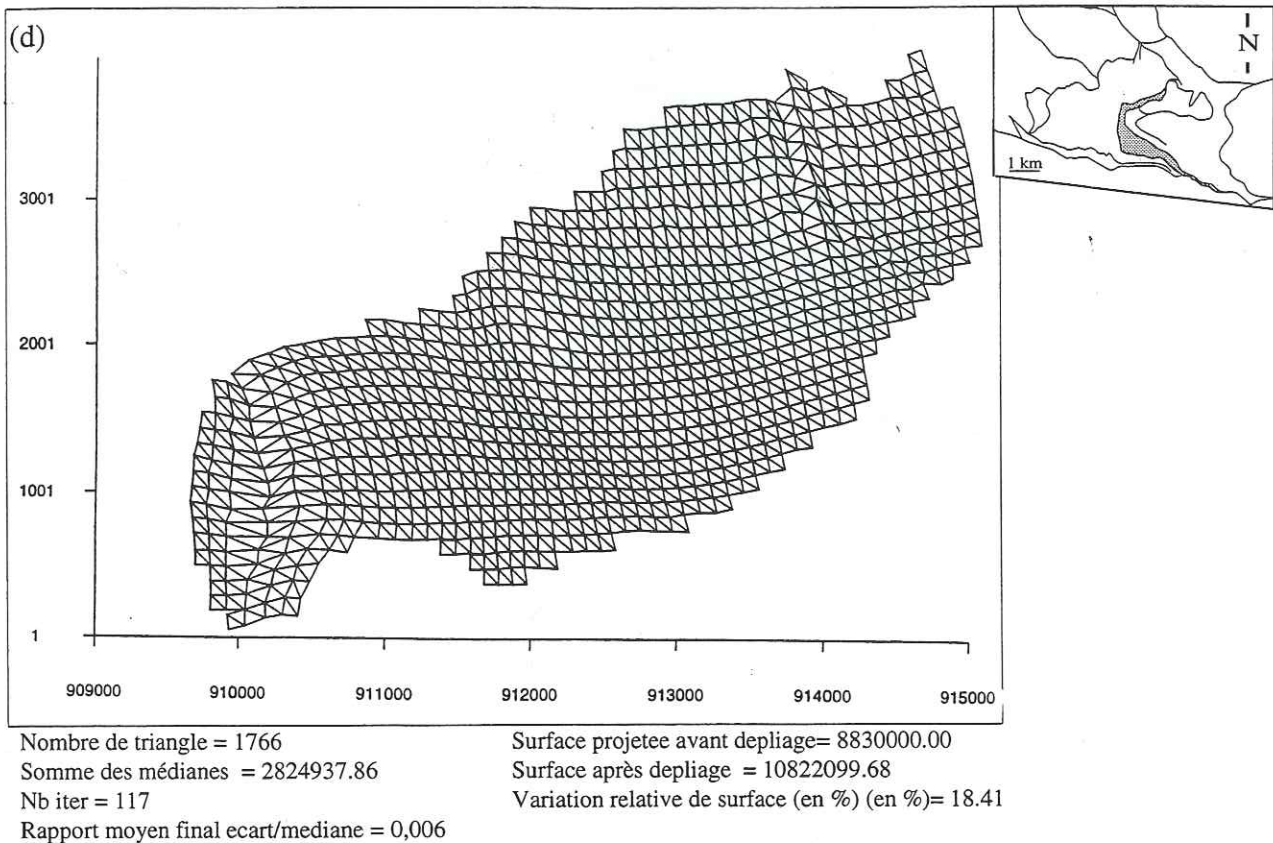 (d)
N
1 km
3001
2001
1001
1
909000 910000 911000 912000 913000 914000 915000
Nombre de triangle = 1766
Somme des médianes = 2824937.86
Nb iter = 117
Rapport moyen final ecart/mediane = 0,006
Surface projetee avant depliage= 8830000.00
Surface après depliage = 10822099.68
Variation relative de surface (en %) (en %)= 18.41